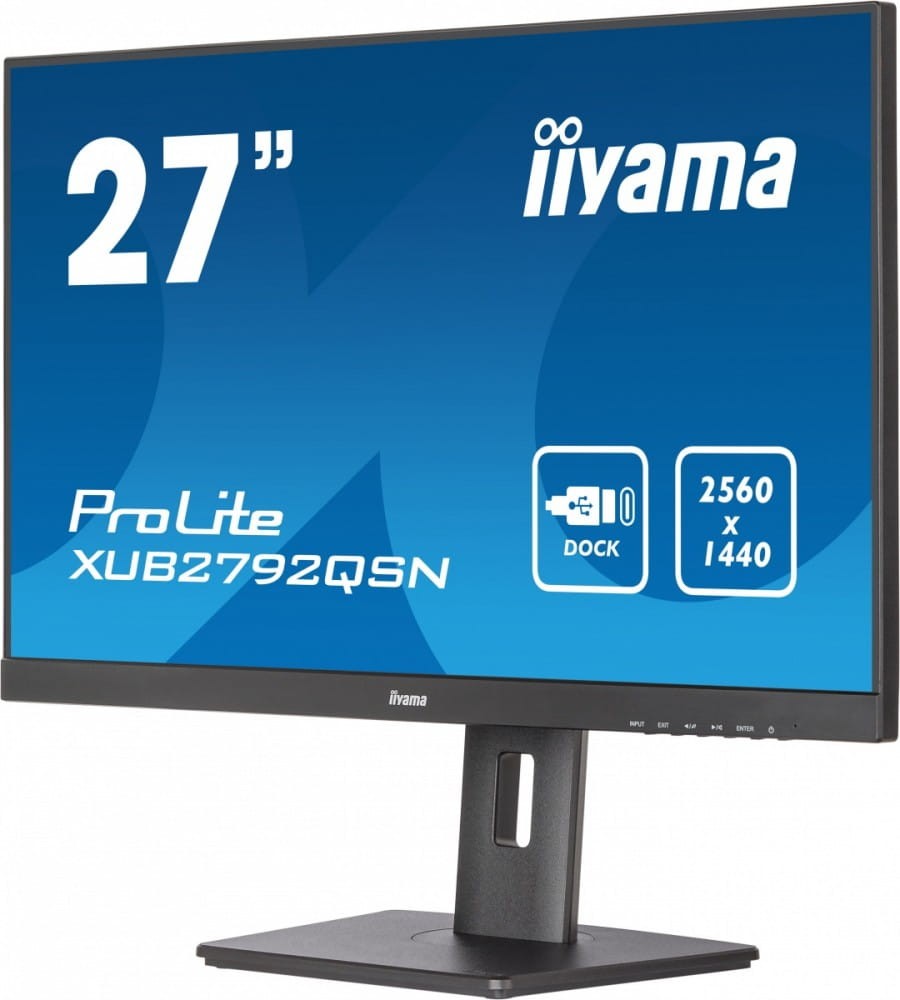 27”
iiyama
ProLite
XUB2792QSN
DOCK
2560
x
1440
iiyama
INPUT EXIT ENTER